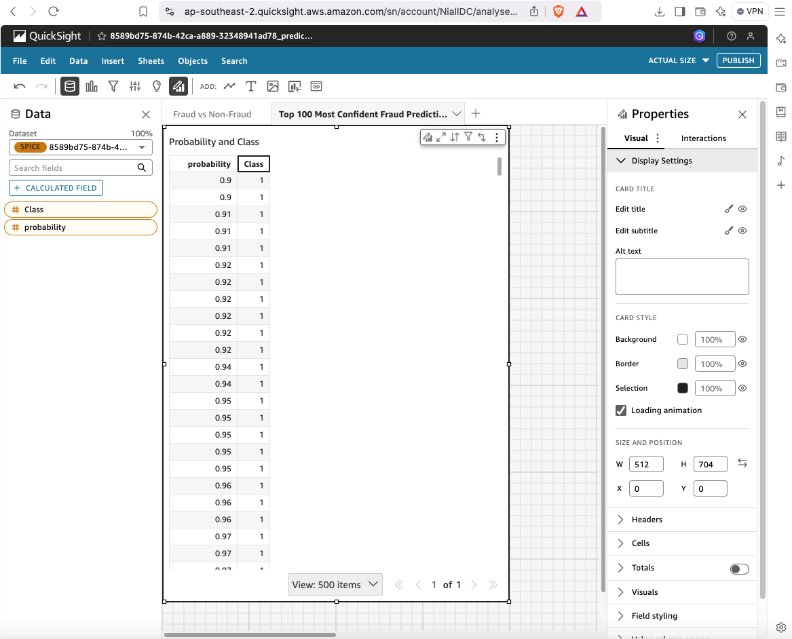 ap-southeast-2.quicksight.aws.amazon.com/sn/account/NiallDC/analyse...
VPN
QuickSight
8589bd75-874b-42ca-a889-32348941ad78_predic...
File Edit Data Insert Sheets Objects Search
ACTUAL SIZE
PUBLISH
ADD:
Data
Dataset 100%
SPICE 8589bd75-874b-4...
Search fields
+ CALCULATED FIELD
# Class
# probability
Fraud vs Non-Fraud
Top 100 Most Confident Fraud Predicti...
Probability and Class
probability Class
0.9 1
0.9 1
0.91 1
0.91 1
0.91 1
0.92 1
0.92 1
0.92 1
0.92 1
0.92 1
0.92 1
0.94 1
0.94 1
0.95 1
0.95 1
0.95 1
0.95 1
0.95 1
0.96 1
0.96 1
0.96 1
0.97 1
0.97 1
0.97 1
View: 500 items
1 of 1
Properties
Visual Interactions
Display Settings
CARD TITLE
Edit title
Edit subtitle
Alt text
CARD STYLE
Background 100%
Border 100%
Selection 100%
Loading animation
SIZE AND POSITION
W 512 H 704
X 0 Y 0
Headers
Cells
Totals
Visuals
Field styling